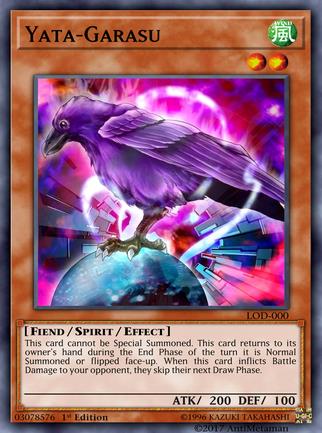 Yata-Garasu
WIND
風
LOD-000
[Fiend / Spirit / Effect]
This card cannot be Special Summoned. This card returns to its
owner's hand during the End Phase of the turn it is Normal
Summoned or flipped face-up. When this card inflicts Battle
Damage to your opponent, they skip their next Draw Phase.
ATK/ 200 DEF/ 100
03078576 1st Edition ©1996 KAZUKI TAKAHASHI
©2017 AntiMetaman